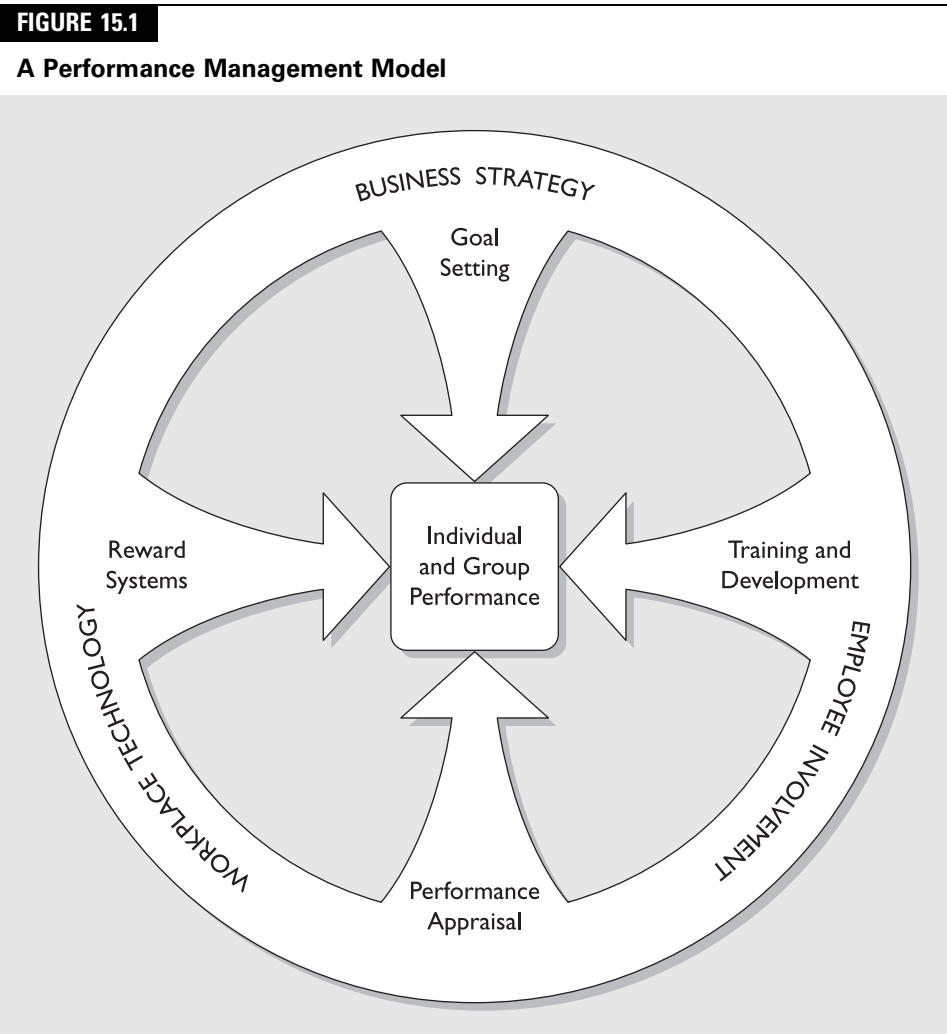 FIGURE 15.1
A Performance Management Model
BUSINESS STRATEGY
Goal
Setting
Reward
Systems
Individual
and Group
Performance
Training and
Development
WORKPLACE TECHNOLOGY
EMPLOYEE INVOLVEMENT
Performance
Appraisal